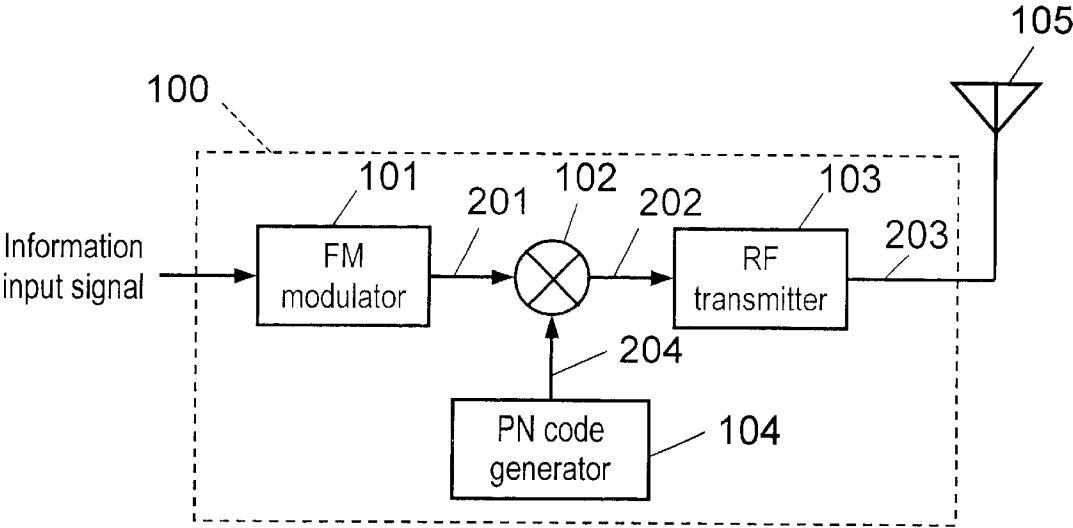 105
100
101
201
102
202
103
203
Information
input signal
FM
modulator
RF
transmitter
204
PN code
generator
104